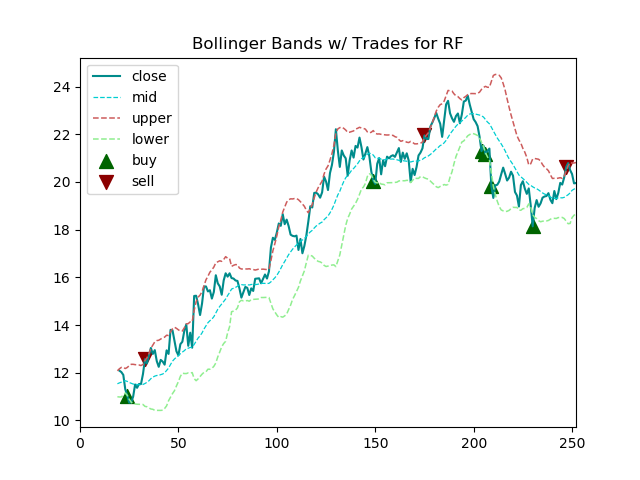 Bollinger Bands w/ Trades for RF
close
mid
upper
lower
buy
sell
24
22
20
18
16
14
12
10
0 50 100 150 200 250